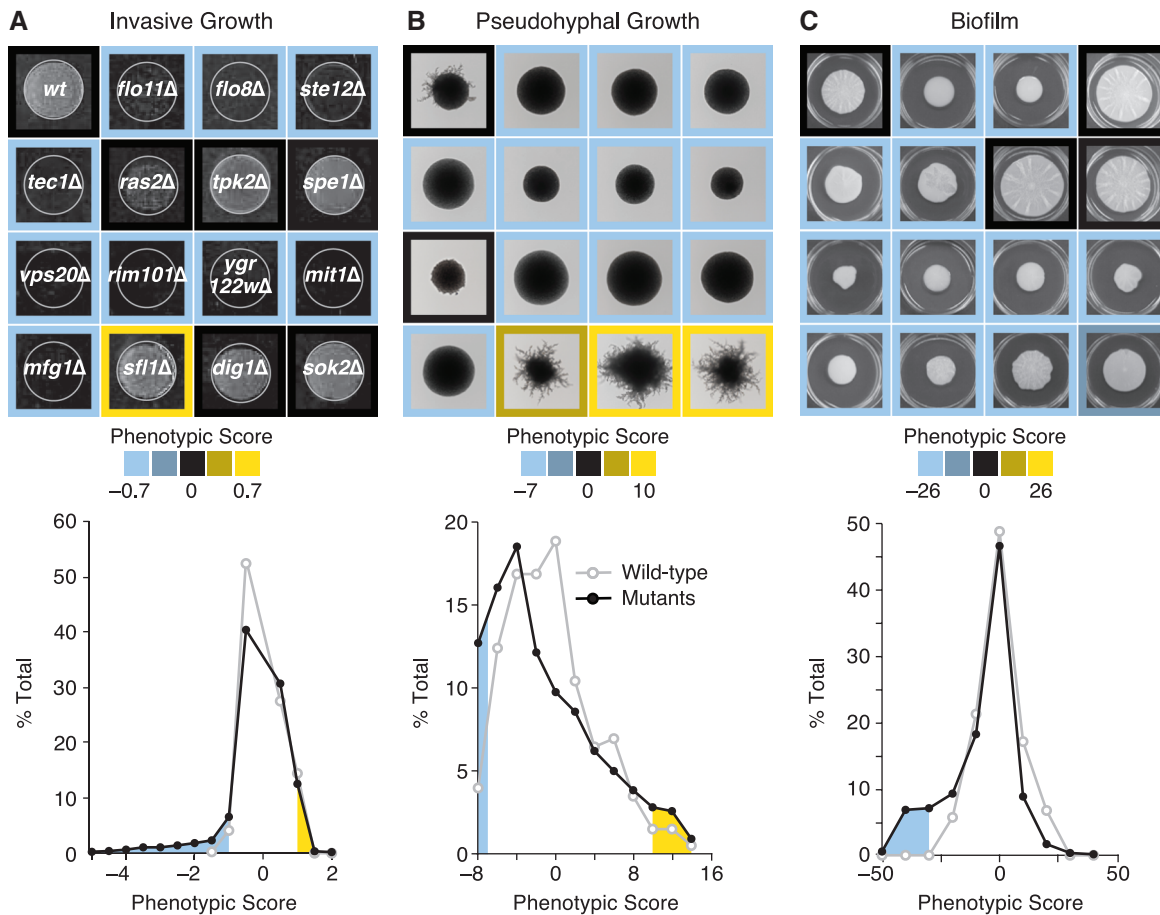 A Invasive Growth
wt flo11Δ flo8Δ ste12Δ
tec1Δ ras2Δ tpk2Δ spe1Δ
vps20Δ rim101Δ ygr 122wΔ mit1Δ
mfg1Δ sfl1Δ dig1Δ sok2Δ
Phenotypic Score
–0.7 0 0.7
60
50
40
30
20
10
0
% Total
–4 –2 0 2
Phenotypic Score
B Pseudohyphal Growth
Phenotypic Score
–7 0 10
20
15
10
5
0
% Total
Wild-type
Mutants
–8 0 8 16
Phenotypic Score
C Biofilm
Phenotypic Score
–26 0 26
50
40
30
20
10
0
% Total
–50 0 50
Phenotypic Score